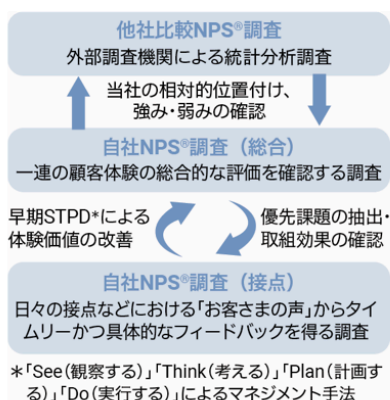 他社比較NPS®調査
外部調査機関による統計分析調査
当社の相対的位置付け、
強み・弱みの確認
自社NPS®調査（総合）
一連の顧客体験の総合的な評価を確認する調査
早期STPD*による
体験価値の改善
優先課題の抽出・
取組効果の確認
自社NPS®調査（接点）
日々の接点などにおける「お客さまの声」からタ
イムリーかつ具体的なフィードバックを得る調査
＊「See（観察する）」「Think（考える）」「Plan（計画す
る）」「Do（実行する）」によるマネジメント手法